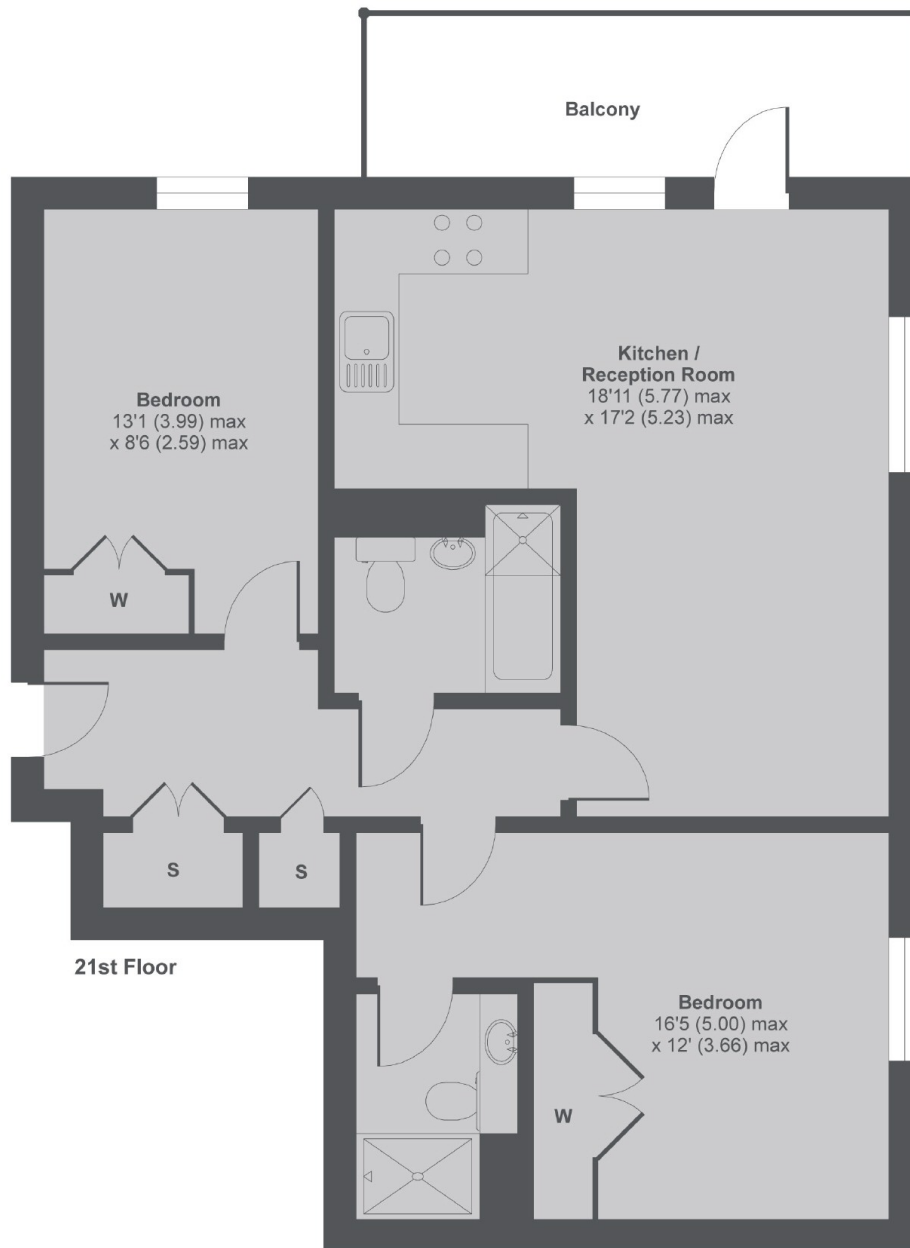 Balcony
Kitchen /
Reception Room
18'11 (5.77) max
x 17'2 (5.23) max
Bedroom
13'1 (3.99) max
x 8'6 (2.59) max
W
S
S
21st Floor
Bedroom
16'5 (5.00) max
x 12' (3.66) max
W